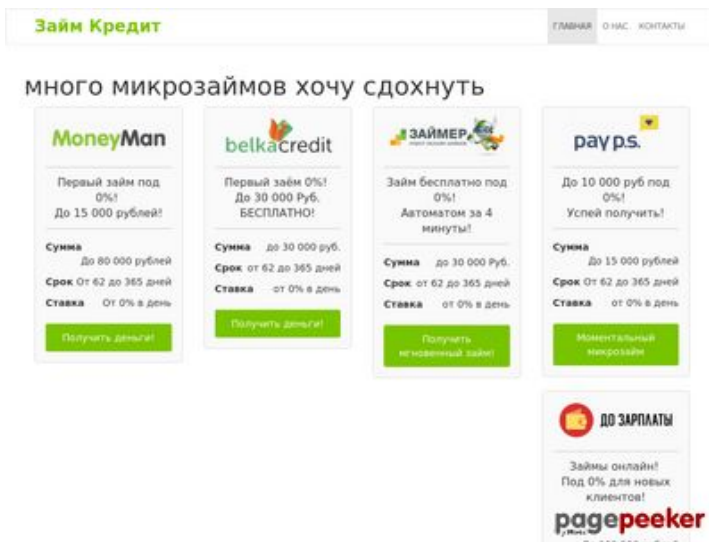 Займ Кредит
ГЛАВНАЯ О НАС КОНТАКТЫ
много микрозаймов хочу сдохнуть
MoneyMan
Первый займ под
0%!
До 15 000 рублей!
Сумма
До 80 000 рублей
Срок От 62 до 365 дней
Ставка От 0% в день
Получить деньги!
belkacredit
Первый заём 0%!
До 30 000 Руб.
БЕСПЛАТНО!
Сумма до 30 000 руб.
Срок от 62 до 365 дней
Ставка от 0% в день
Получить деньги!
ЗАЙМЕР
Займ бесплатно под
0%!
Автоматом за 4
минуты!
Сумма до 30 000 Руб.
Срок от 62 до 365 дней
Ставка от 0% в день
Получить
мгновенный займ!
pay p.s.
До 10 000 руб под
0%!
Успей получить!
Сумма
До 15 000 рублей
Срок От 62 до 365 дней
Ставка От 0% в день
Моментальный
микрозайм
ДО ЗАРПЛАТЫ
Займы онлайн!
Под 0% для новых
клиентов!
pagepeeker